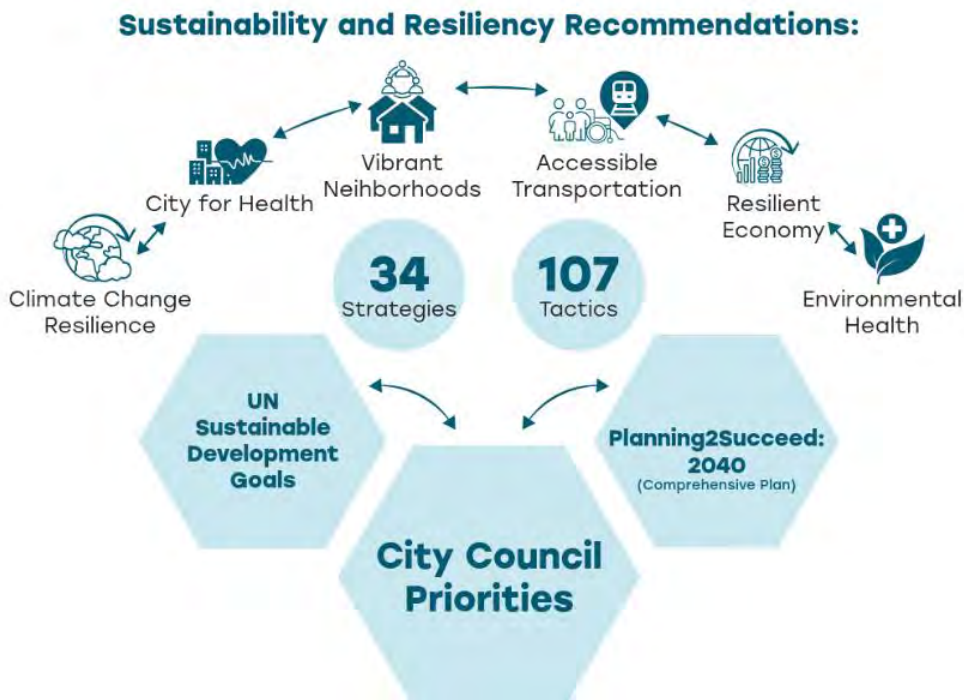 Sustainability and Resiliency Recommendations:
Vibrant
Neihborhoods
Accessible
Transportation
City for Health
Resilient
Economy
Climate Change
Resilience
34
Strategies
107
Tactics
Environmental
Health
UN
Sustainable
Development
Goals
Planning2Succeed:
2040
(Comprehensive Plan)
City Council
Priorities